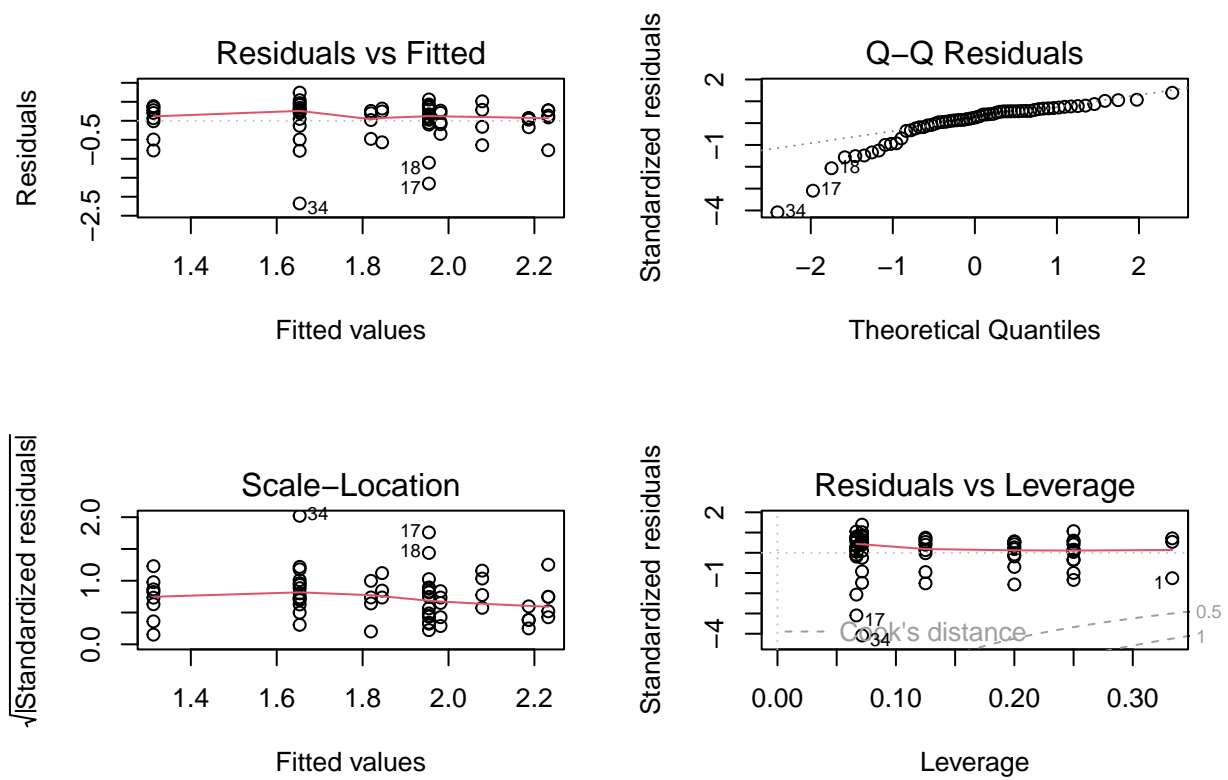 Residuals vs Fitted
Residuals
−0.5
−2.5
18
17
34
1.4 1.6 1.8 2.0 2.2
Fitted values
Q−Q Residuals
Standardized residuals
2
−1
−4
18
17
34
−2 −1 0 1 2
Theoretical Quantiles
Scale−Location
√|Standardized residuals|
2.0
1.0
0.0
34
17
18
1.4 1.6 1.8 2.0 2.2
Fitted values
Residuals vs Leverage
Standardized residuals
2
−1
−4
1
17
34
Cook's distance
0.5
1
0.00 0.10 0.20 0.30
Leverage